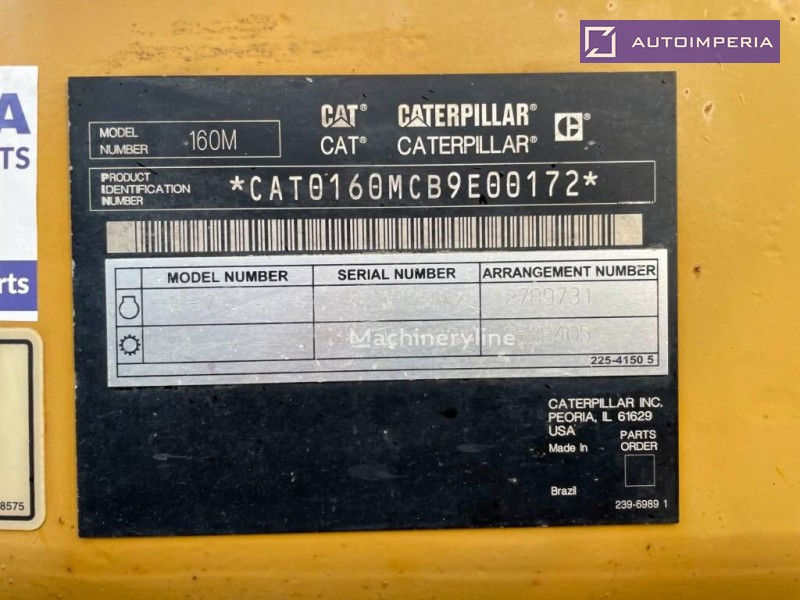 AUTOIMPERIA
A
TS
rts
8575
CAT® CATERPILLAR®
CAT® CATERPILLAR®
MODEL
NUMBER
160M
PRODUCT
IDENTIFICATION
NUMBER
*CAT0160MCB9E00172*
MODEL NUMBER SERIAL NUMBER ARRANGEMENT NUMBER
2789731
Machineryline
225-4150 5
CATERPILLAR INC.
PEORIA, IL 61629
USA
Made in
Brazil
PARTS
ORDER
239-6989 1